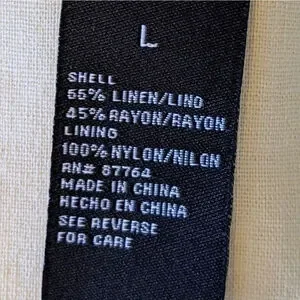 L
SHELL
55% LINEN/LINO
45% RAYON/RAYON
LINING
100% NYLON/NILON
RN# 87764
MADE IN CHINA
HECHO EN CHINA
SEE REVERSE
FOR CARE